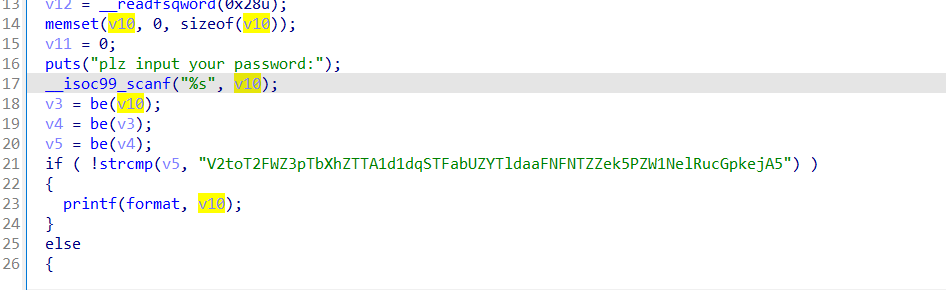 13 v12 = __readfsqword(0x28u);
14 memset(v10, 0, sizeof(v10));
15 v11 = 0;
16 puts("plz input your password:");
17 __isoc99_scanf("%s", v10);
18 v3 = be(v10);
19 v4 = be(v3);
20 v5 = be(v4);
21 if ( !strcmp(v5, "V2toT2FWZ3pTbXhZTTA1d1dqSTFabUZYTldaaFNFNTZZek5PZW1NelRucGpkejA5") )
22 {
23 printf(format, v10);
24 }
25 else
26 {